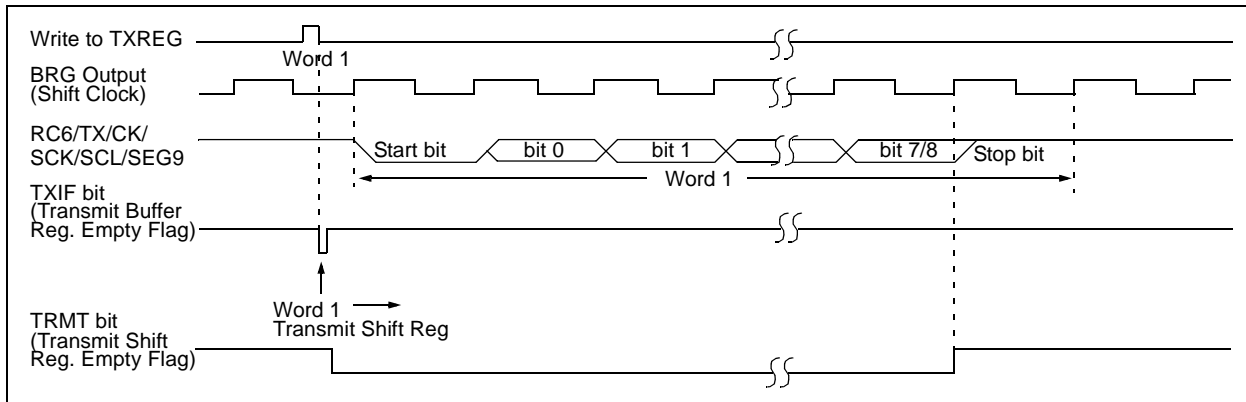 Write to TXREG
Word 1
BRG Output
(Shift Clock)
RC6/TX/CK/
SCK/SCL/SEG9
Start bit
bit 0
bit 1
bit 7/8
Stop bit
Word 1
TXIF bit
(Transmit Buffer
Reg. Empty Flag)
Word 1
Transmit Shift Reg
TRMT bit
(Transmit Shift
Reg. Empty Flag)